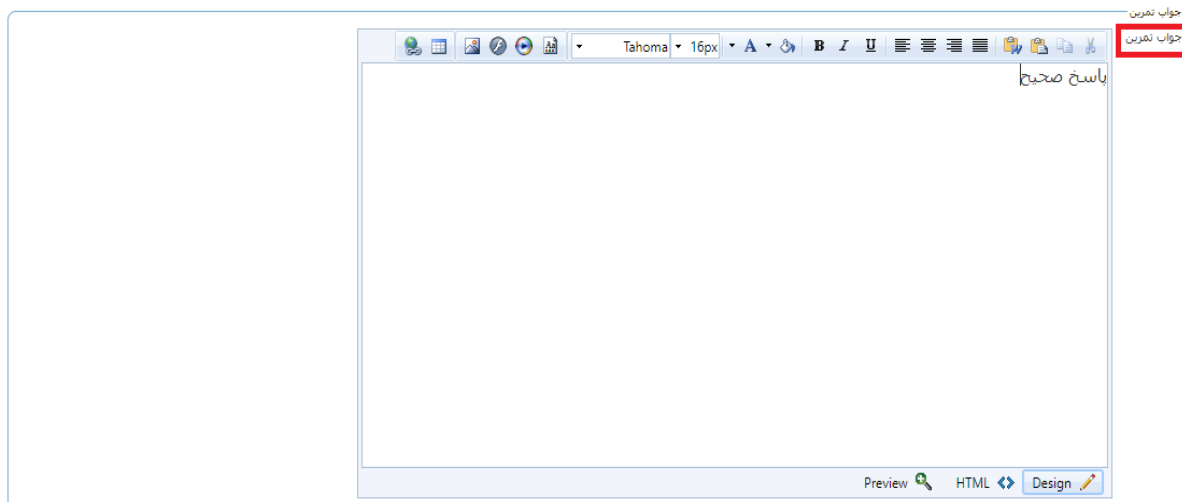 جواب تمرین
جواب تمرین
Tahoma 16px A B I U
پاسخ صحیح
Preview HTML Design